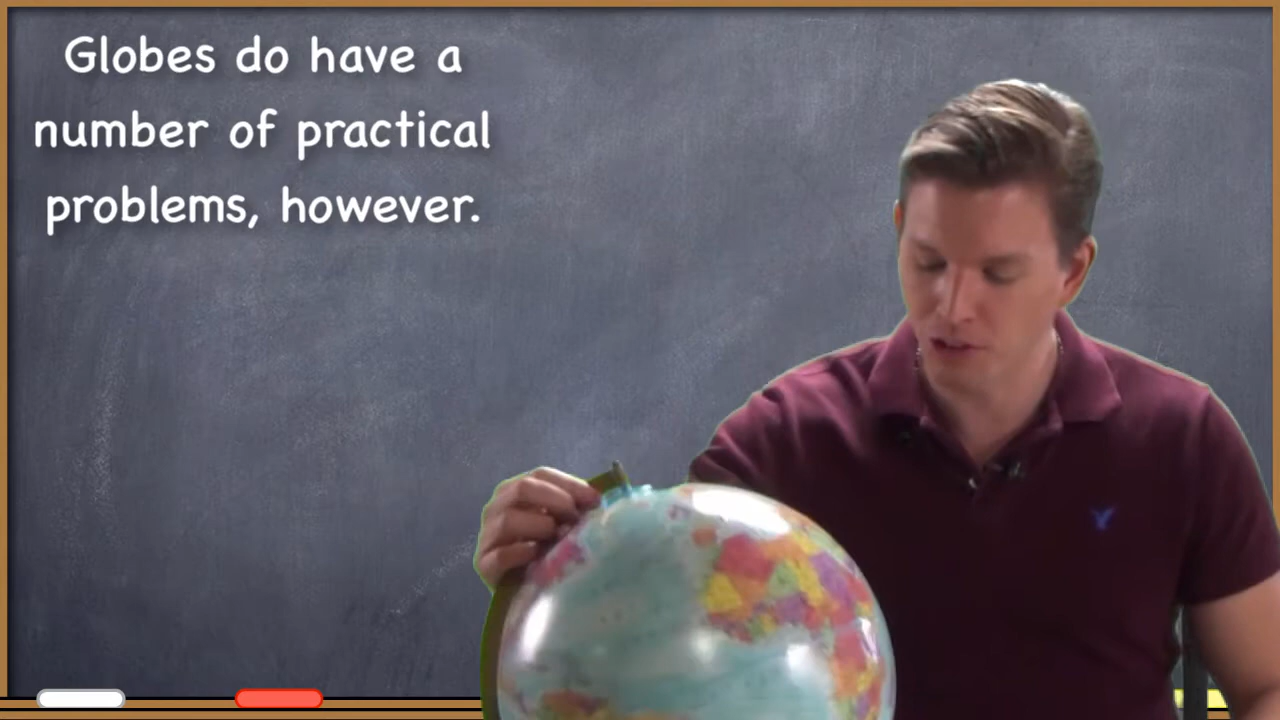 Globes do have a
number of practical
problems, however.